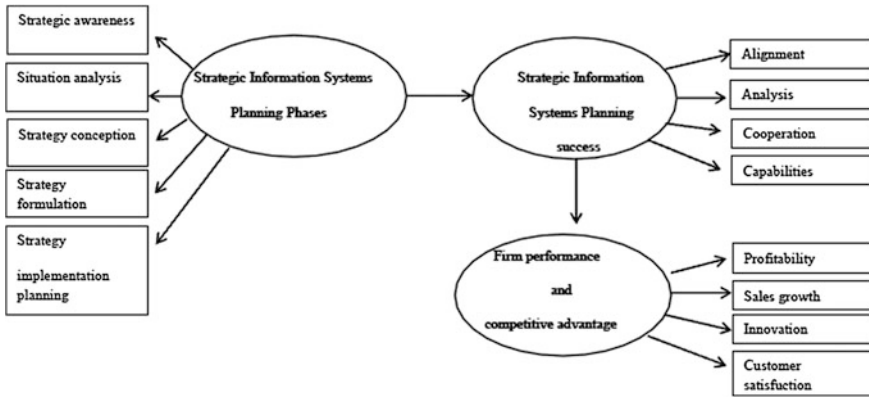 Strategic awareness
Situation analysis
Strategy conception
Strategy
formulation
Strategy
implementation
planning
Strategic Information Systems
Planning Phases
Strategic Information
Systems Planning
success
Alignment
Analysis
Cooperation
Capabilities
Firm performance
and
competitive advantage
Profitability
Sales growth
Innovation
Customer
satisfuction